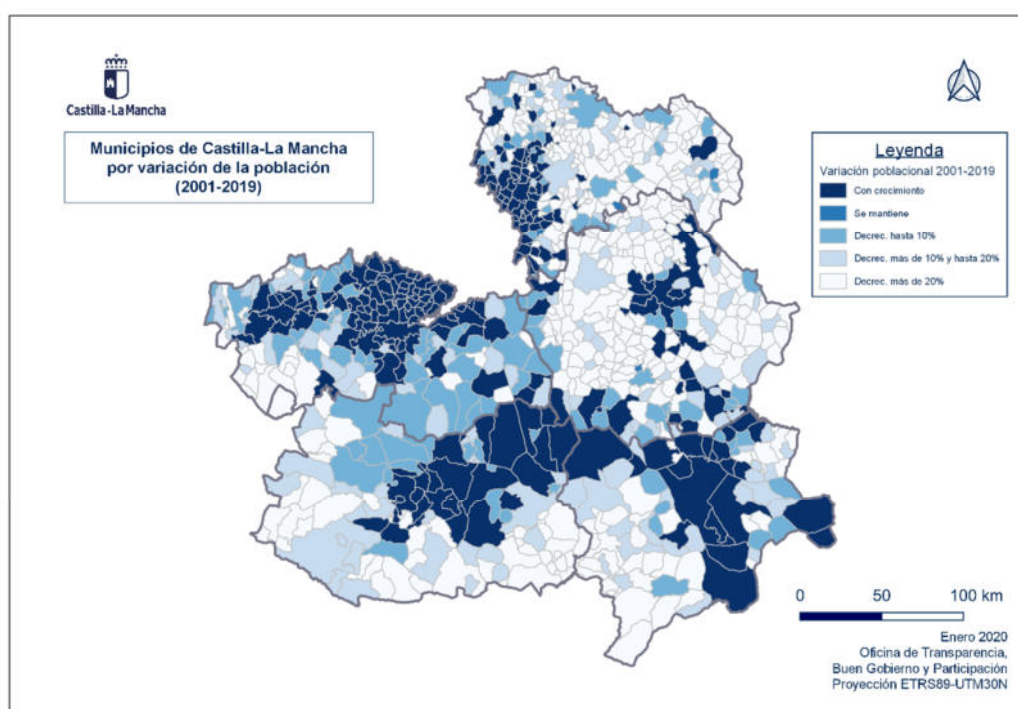 Castilla-La Mancha
Municipios de Castilla-La Mancha
por variación de la población
(2001-2019)
Leyenda
Variación poblacional 2001-2019
Con crecimiento
Se mantiene
Decrec. hasta 10%
Decrec. más de 10% y hasta 20%
Decrec. más de 20%
0 50 100 km
Enero 2020
Oficina de Transparencia,
Buen Gobierno y Participación
Proyección ETRS89-UTM30N